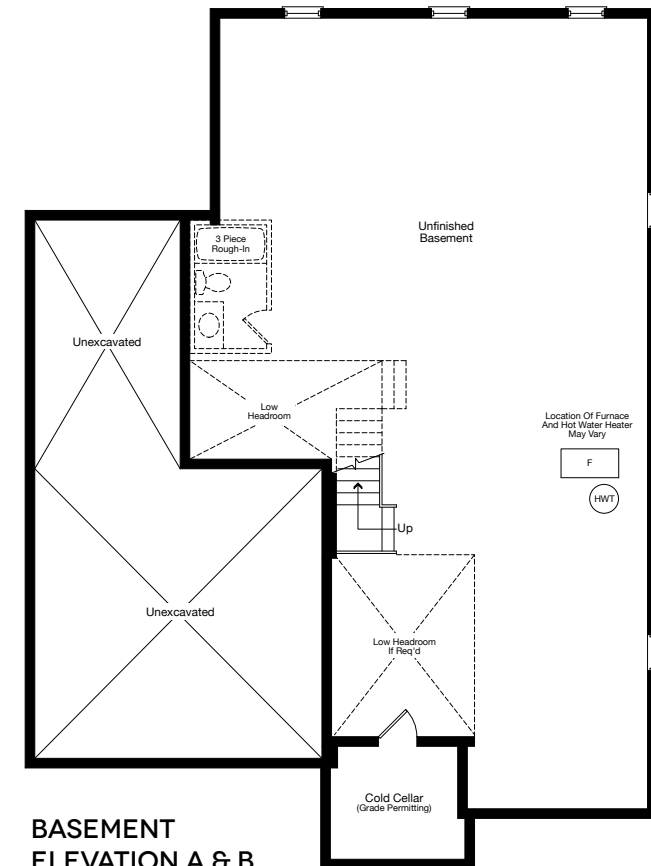 Unfinished
Basement
3 Piece
Rough-In
Unexcavated
Low
Headroom
Location Of Furnace
And Hot Water Heater
May Vary
F
HWT
Up
Unexcavated
Low Headroom
If Req'd
Cold Cellar
(Grade Permitting)
BASEMENT
ELEVATION A & B